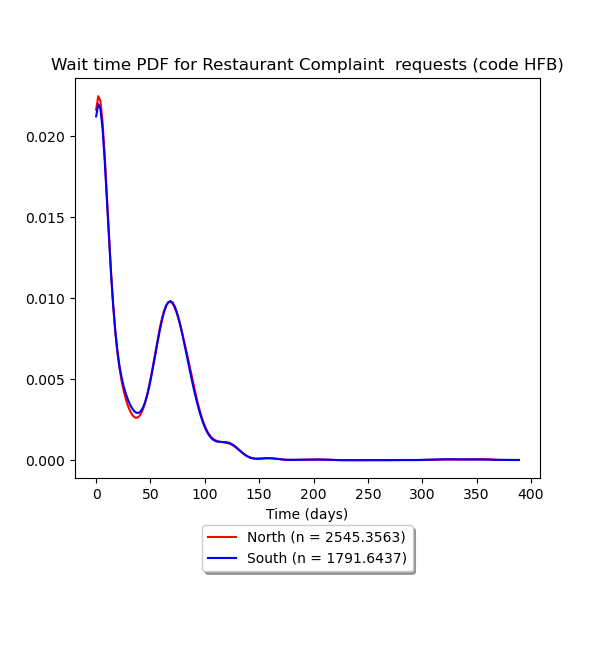 Wait time PDF for Restaurant Complaint  requests (code HFB)
0.020
0.015
0.010
0.005
0.000
0 50 100 150 200 250 300 350 400
Time (days)
North (n = 2545.3563)
South (n = 1791.6437)